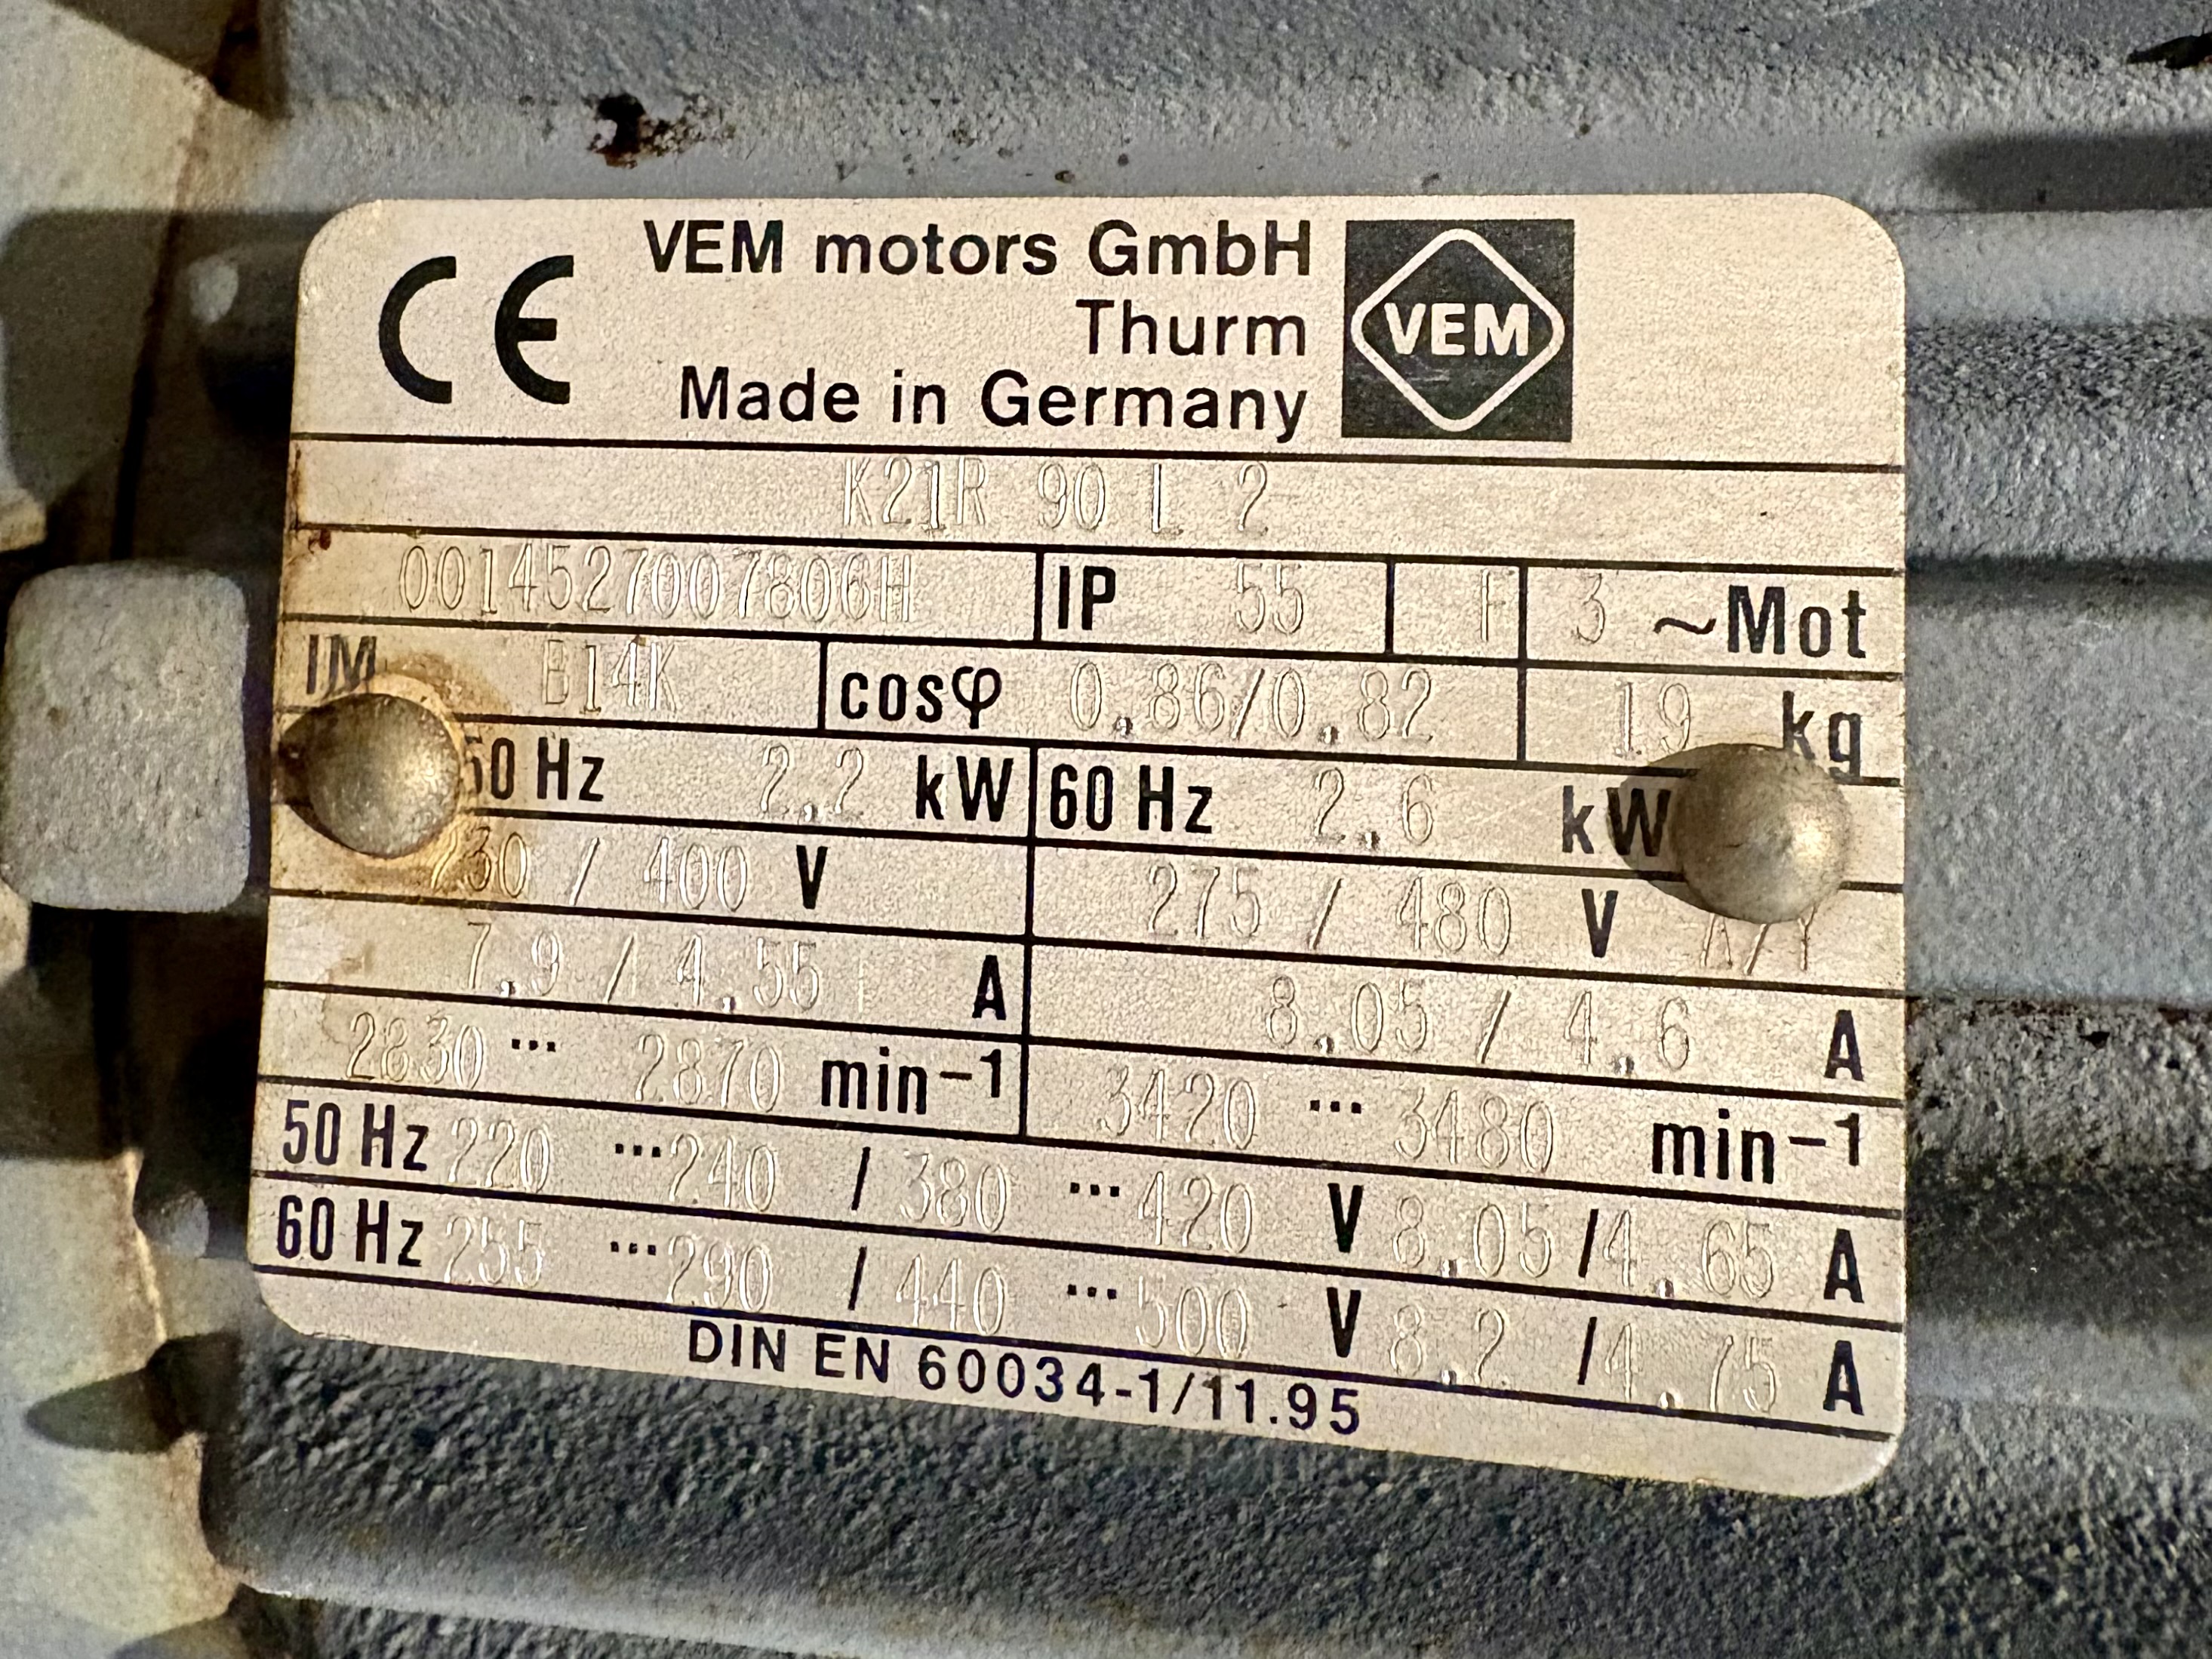 CE
VEM motors GmbH
Thurm
Made in Germany
VEM
K21R 90 L 2
0014527007806H IP 55 F 3 ~Mot
IM B14K cosφ 0.86/0.82 19 kg
50 Hz 2.2 kW 60 Hz 2.6 kW
230 / 400 V 275 / 480 V /Y
7.9 / 4.55 A 8.05 / 4.6 A
2830 ... 2870 min-1 3420 ... 3480 min-1
50 Hz 220 ...240 / 380 ...420 V 8.05 /4.65 A
60 Hz 255 ...290 / 440 ...500 V 8.2 /4.75 A
DIN EN 60034-1/11.95